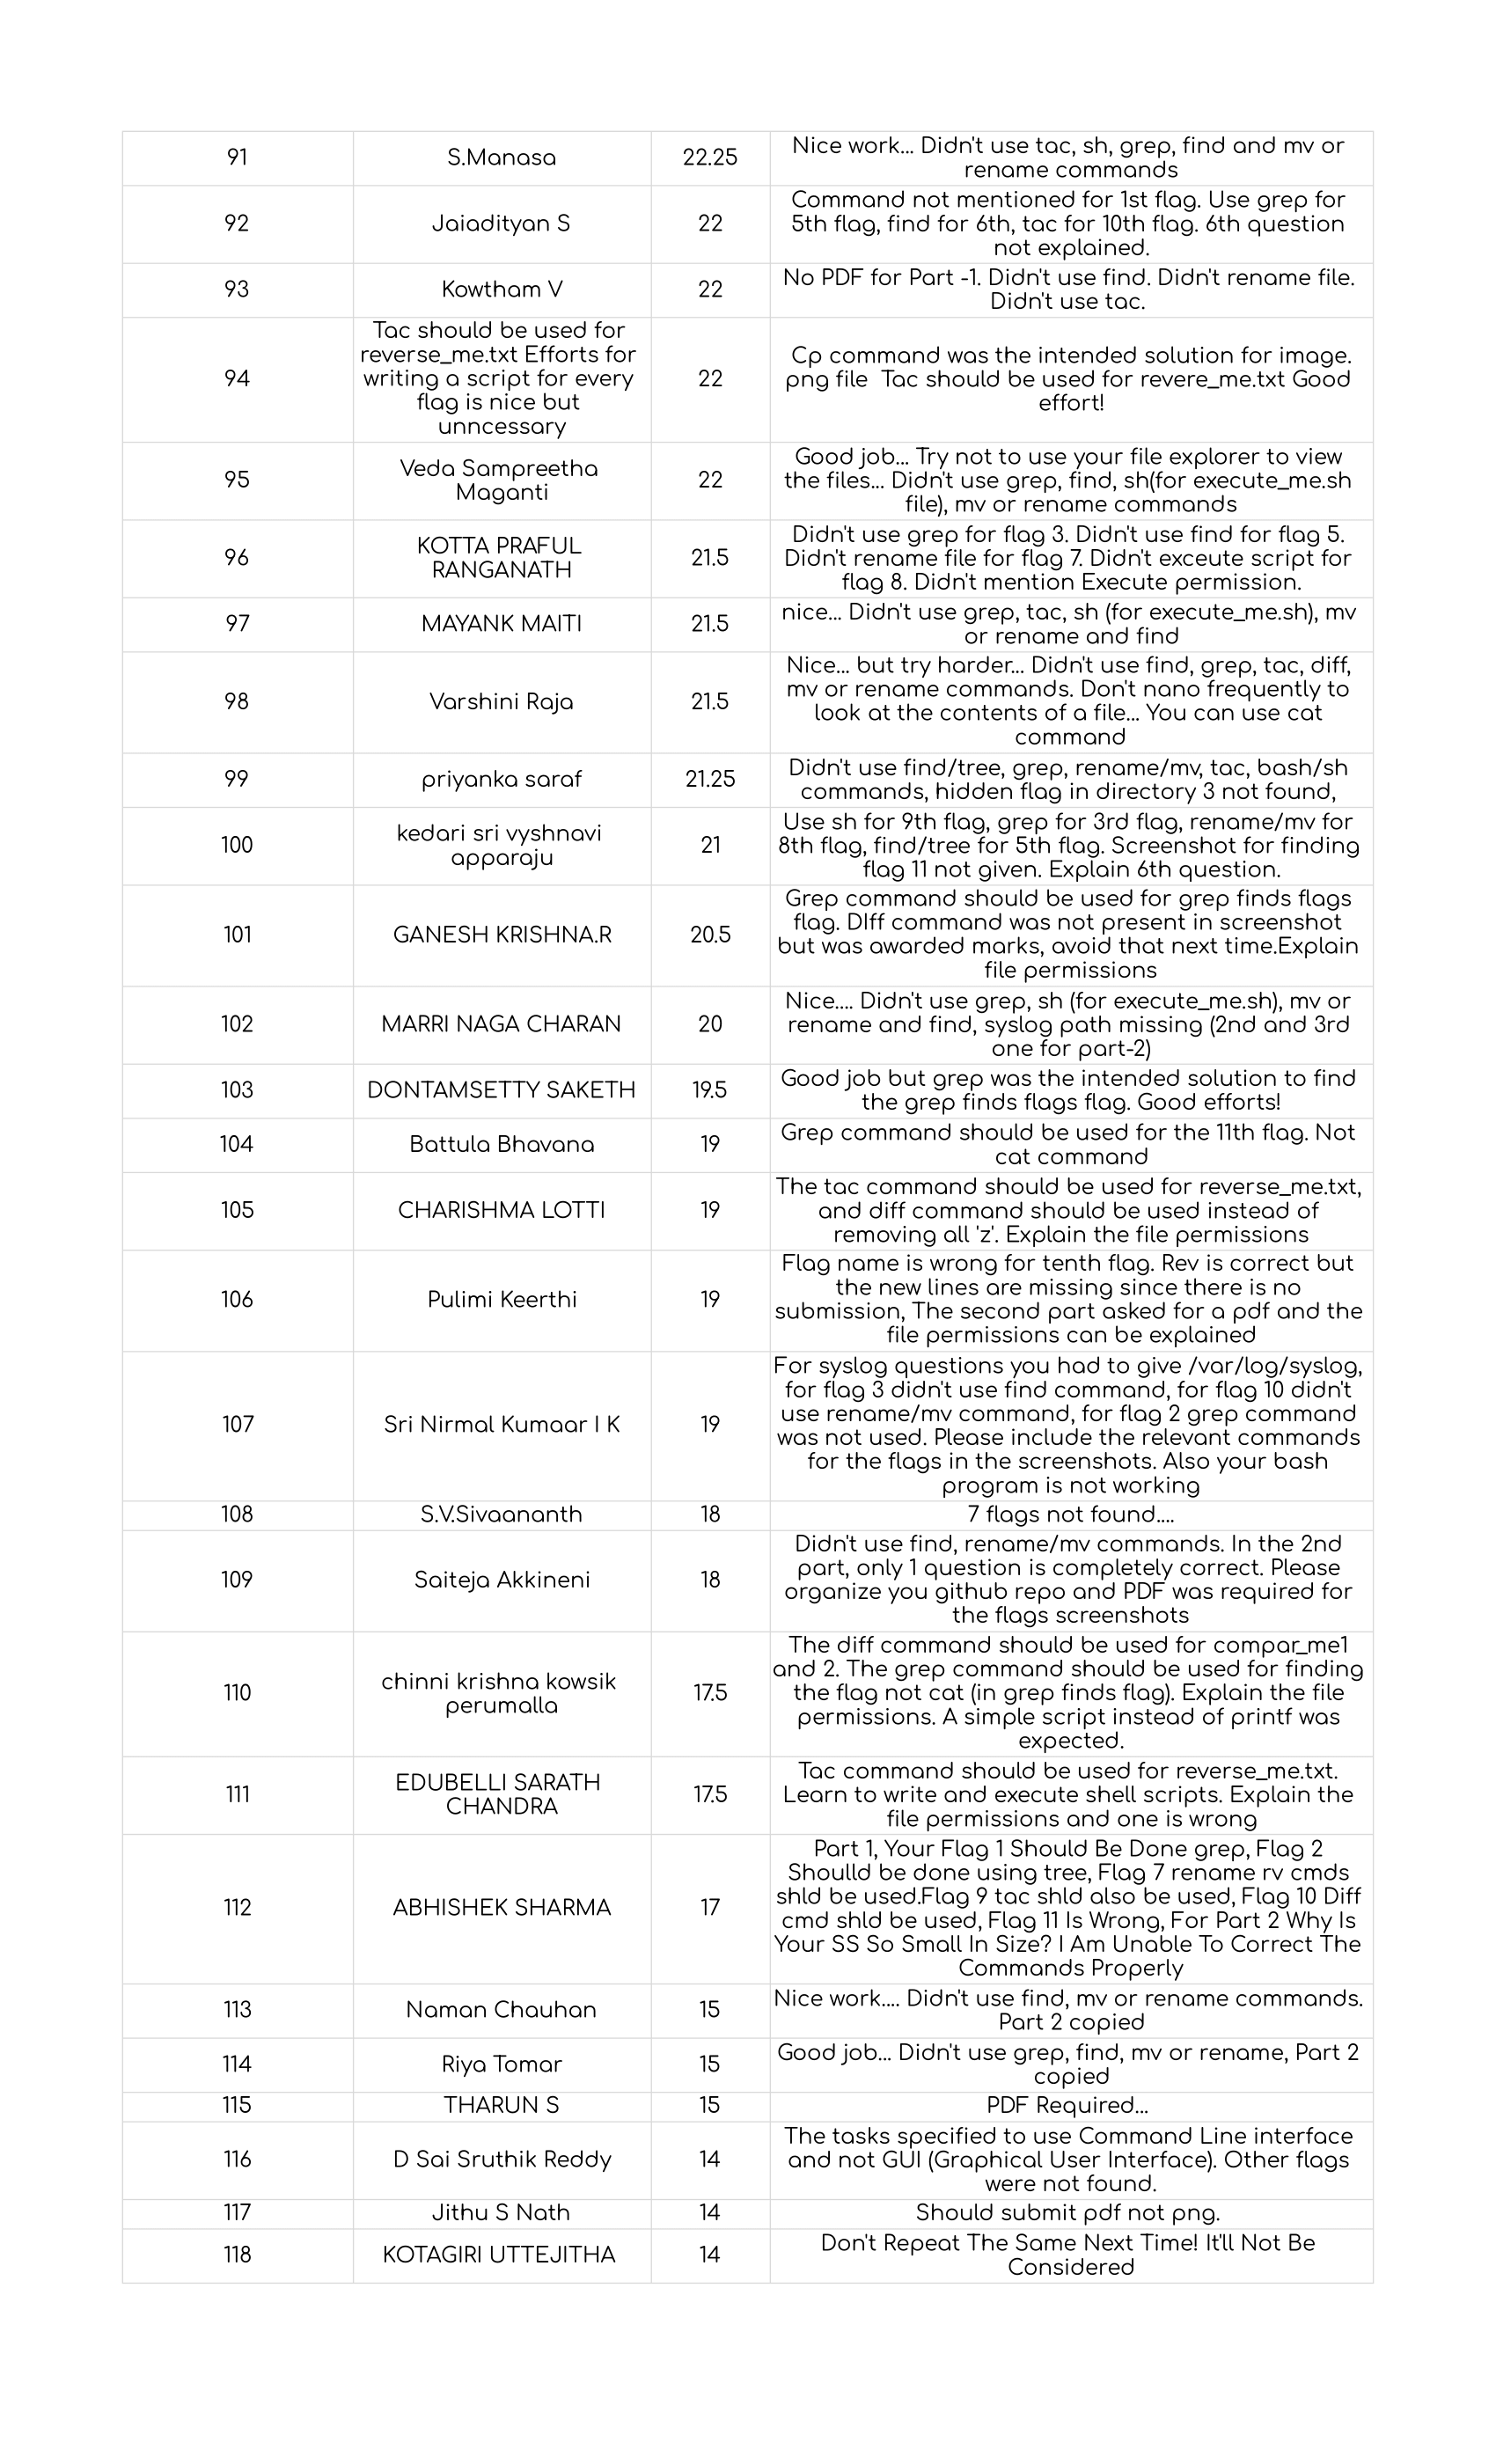 91
S.Manasa
22.25
Nice work... Didn't use tac, sh, grep, find and mv or
rename commands
92
Jaiadityan S
22
Command not mentioned for 1st flag. Use grep for
5th flag, find for 6th, tac for 10th flag. 6th question
not explained.
93
Kowtham V
22
No PDF for Part -1. Didn't use find. Didn't rename file.
Didn't use tac.
94
Tac should be used for
reverse_me.txt Efforts for
writing a script for every
flag is nice but
unncessary
22
Cp command was the intended solution for image.
png file  Tac should be used for revere_me.txt Good
effort!
95
Veda Sampreetha
Maganti
22
Good job... Try not to use your file explorer to view
the files... Didn't use grep, find, sh(for execute_me.sh
file), mv or rename commands
96
KOTTA PRAFUL
RANGANATH
21.5
Didn't use grep for flag 3. Didn't use find for flag 5.
Didn't rename file for flag 7. Didn't exceute script for
flag 8. Didn't mention Execute permission.
97
MAYANK MAITI
21.5
nice... Didn't use grep, tac, sh (for execute_me.sh), mv
or rename and find
98
Varshini Raja
21.5
Nice... but try harder... Didn't use find, grep, tac, diff,
mv or rename commands. Don't nano frequently to
look at the contents of a file... You can use cat
command
99
priyanka saraf
21.25
Didn't use find/tree, grep, rename/mv, tac, bash/sh
commands, hidden flag in directory 3 not found,
100
kedari sri vyshnavi
apparaju
21
Use sh for 9th flag, grep for 3rd flag, rename/mv for
8th flag, find/tree for 5th flag. Screenshot for finding
flag 11 not given. Explain 6th question.
101
GANESH KRISHNA.R
20.5
Grep command should be used for grep finds flags
flag. DIff command was not present in screenshot
but was awarded marks, avoid that next time.Explain
file permissions
102
MARRI NAGA CHARAN
20
Nice.... Didn't use grep, sh (for execute_me.sh), mv or
rename and find, syslog path missing (2nd and 3rd
one for part-2)
103
DONTAMSETTY SAKETH
19.5
Good job but grep was the intended solution to find
the grep finds flags flag. Good efforts!
104
Battula Bhavana
19
Grep command should be used for the 11th flag. Not
cat command
105
CHARISHMA LOTTI
19
The tac command should be used for reverse_me.txt,
and diff command should be used instead of
removing all 'z'. Explain the file permissions
106
Pulimi Keerthi
19
Flag name is wrong for tenth flag. Rev is correct but
the new lines are missing since there is no
submission, The second part asked for a pdf and the
file permissions can be explained
107
Sri Nirmal Kumaar I K
19
For syslog questions you had to give /var/log/syslog,
for flag 3 didn't use find command, for flag 10 didn't
use rename/mv command, for flag 2 grep command
was not used. Please include the relevant commands
for the flags in the screenshots. Also your bash
program is not working
108
S.V.Sivaananth
18
7 flags not found....
109
Saiteja Akkineni
18
Didn't use find, rename/mv commands. In the 2nd
part, only 1 question is completely correct. Please
organize you github repo and PDF was required for
the flags screenshots
110
chinni krishna kowsik
perumalla
17.5
The diff command should be used for compar_me1
and 2. The grep command should be used for finding
the flag not cat (in grep finds flag). Explain the file
permissions. A simple script instead of printf was
expected.
111
EDUBELLI SARATH
CHANDRA
17.5
Tac command should be used for reverse_me.txt.
Learn to write and execute shell scripts. Explain the
file permissions and one is wrong
112
ABHISHEK SHARMA
17
Part 1, Your Flag 1 Should Be Done grep, Flag 2
Shoulld be done using tree, Flag 7 rename rv cmds
shld be used.Flag 9 tac shld also be used, Flag 10 Diff
cmd shld be used, Flag 11 Is Wrong, For Part 2 Why Is
Your SS So Small In Size? I Am Unable To Correct The
Commands Properly
113
Naman Chauhan
15
Nice work.... Didn't use find, mv or rename commands.
Part 2 copied
114
Riya Tomar
15
Good job... Didn't use grep, find, mv or rename, Part 2
copied
115
THARUN S
15
PDF Required...
116
D Sai Sruthik Reddy
14
The tasks specified to use Command Line interface
and not GUI (Graphical User Interface). Other flags
were not found.
117
Jithu S Nath
14
Should submit pdf not png.
118
KOTAGIRI UTTEJITHA
14
Don't Repeat The Same Next Time! It'll Not Be
Considered